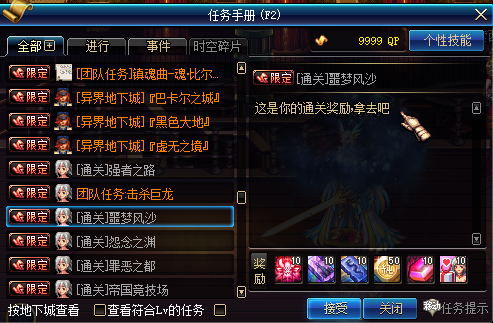 任务手册 (F2)
全部 进行 事件 时空碎片
9999 QP 个性技能
限定 [团队任务]镇魂曲-魂·比尔...
限定 [异界地下城]『巴卡尔之城』
限定 [异界地下城]『黑色大地』
限定 [异界地下城]『虚无之境』
限定 [通关]强者之路
限定 团队任务:击杀巨龙
限定 [通关]噩梦风沙
限定 [通关]怨念之渊
限定 [通关]罪恶之都
限定 [通关]帝国竞技场
按地下城查看 查看符合Lv的任务
限定 [通关]噩梦风沙
这是你的通关奖励,拿去吧
奖励
10 10 10 50 10 10
接受 关闭 移动 任务提示